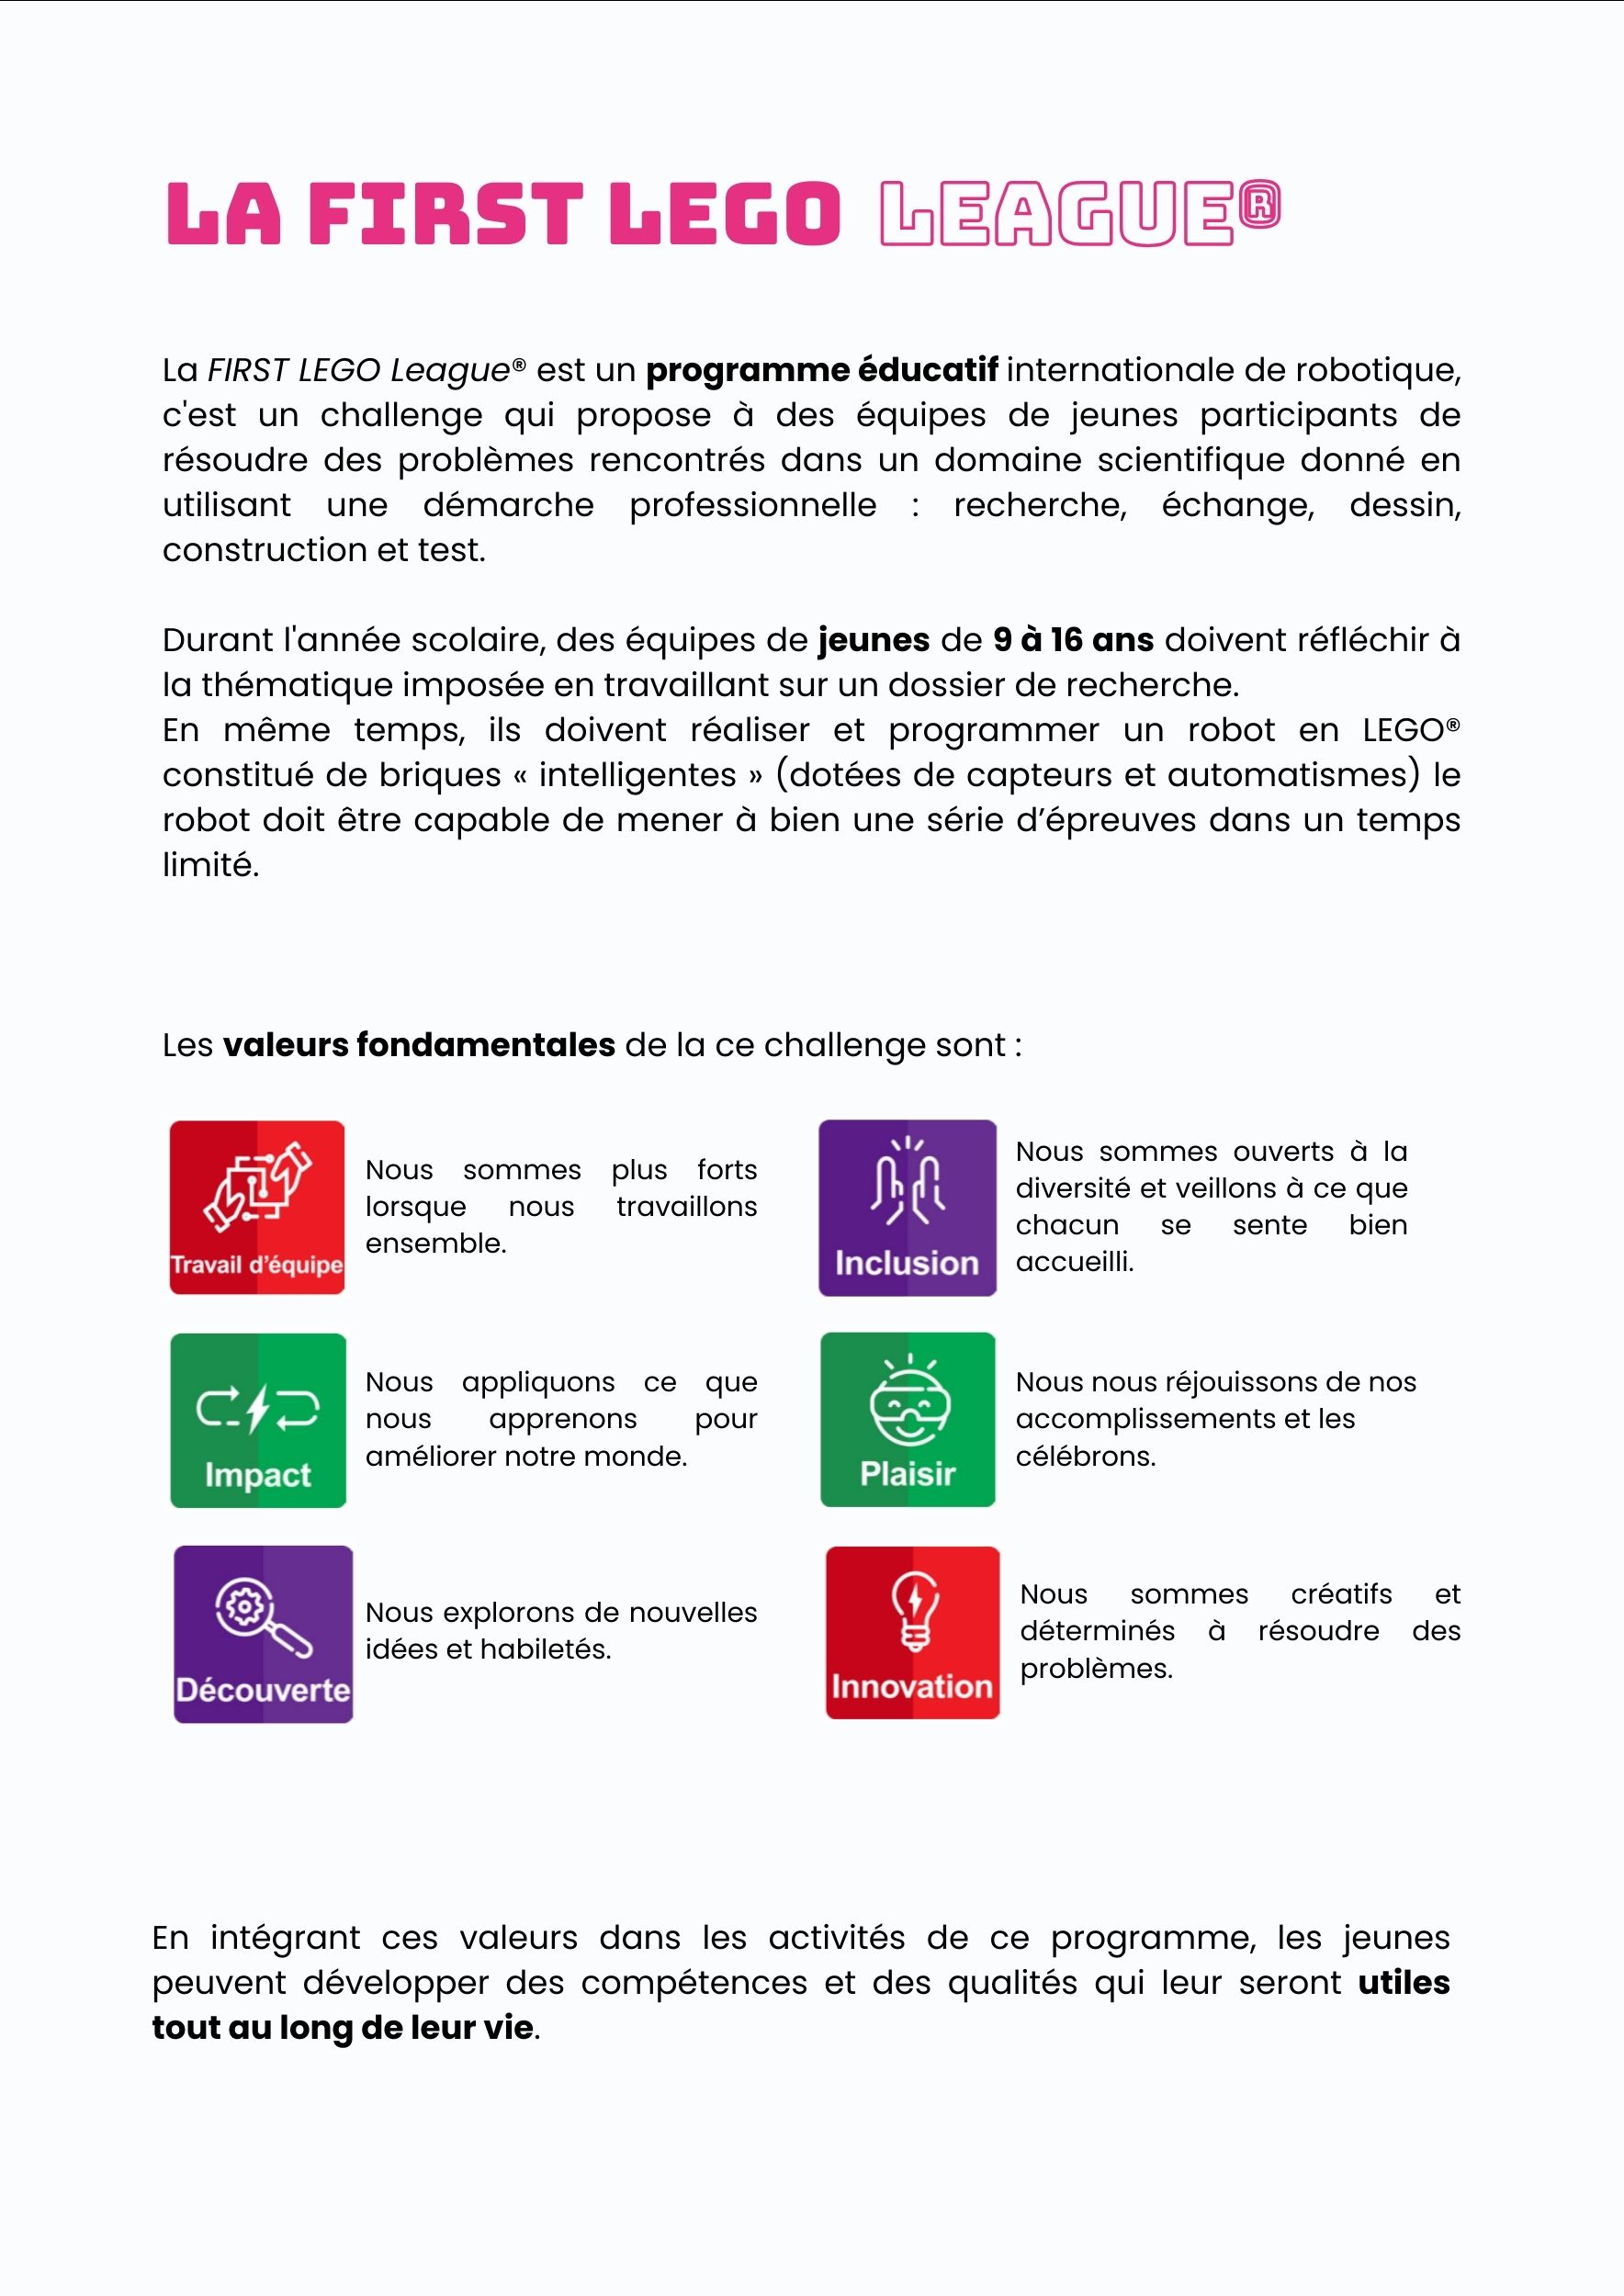 LA FIRST LEGO LEAGUE®
La FIRST LEGO League® est un programme éducatif internationale de robotique,
c'est un challenge qui propose à des équipes de jeunes participants de
résoudre des problèmes rencontrés dans un domaine scientifique donné en
utilisant une démarche professionnelle : recherche, échange, dessin,
construction et test.
Durant l'année scolaire, des équipes de jeunes de 9 à 16 ans doivent réfléchir à
la thématique imposée en travaillant sur un dossier de recherche.
En même temps, ils doivent réaliser et programmer un robot en LEGO®
constitué de briques « intelligentes » (dotées de capteurs et automatismes) le
robot doit être capable de mener à bien une série d’épreuves dans un temps
limité.
Les valeurs fondamentales de la ce challenge sont :
Travail d'équipe
Nous sommes plus forts
lorsque nous travaillons
ensemble.
Inclusion
Nous sommes ouverts à la
diversité et veillons à ce que
chacun se sente bien
accueilli.
Impact
Nous appliquons ce que
nous apprenons pour
améliorer notre monde.
Plaisir
Nous nous réjouissons de nos
accomplissements et les
célébrons.
Découverte
Nous explorons de nouvelles
idées et habiletés.
Innovation
Nous sommes créatifs et
déterminés à résoudre des
problèmes.
En intégrant ces valeurs dans les activités de ce programme, les jeunes
peuvent développer des compétences et des qualités qui leur seront utiles
tout au long de leur vie.